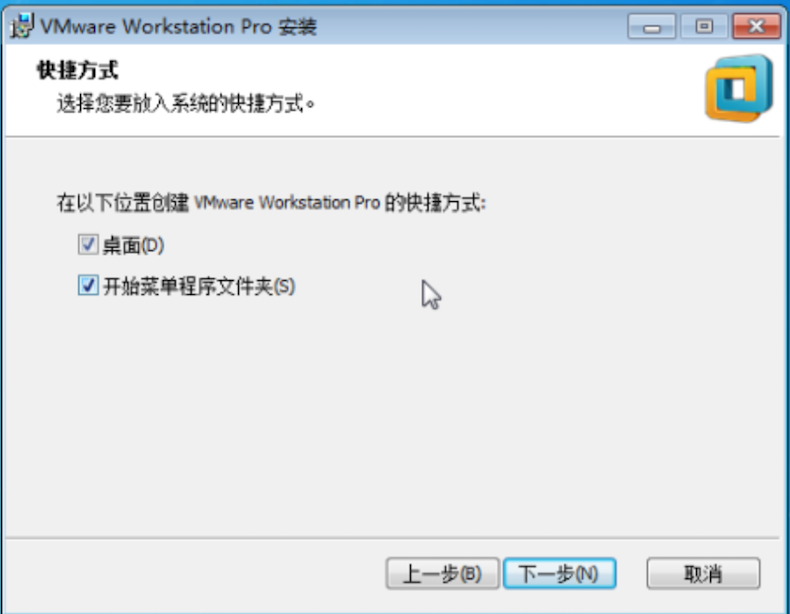 VMware Workstation Pro 安装
快捷方式
选择您要放入系统的快捷方式。
在以下位置创建 VMware Workstation Pro 的快捷方式:
桌面(D)
开始菜单程序文件夹(S)
上一步(B) 下一步(N) 取消